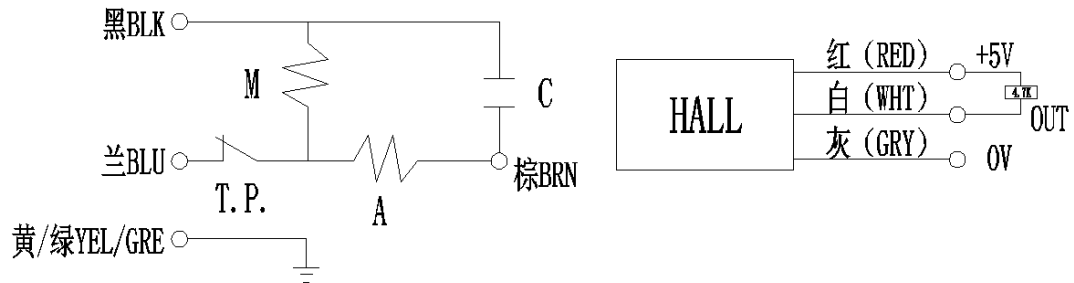 黑BLK
M
C
兰BLU
T.P.
A
棕BRN
黄/绿YEL/GRE
HALL
红(RED)
+5V
4.7K
白(WHT)
OUT
灰(GRY)
0V